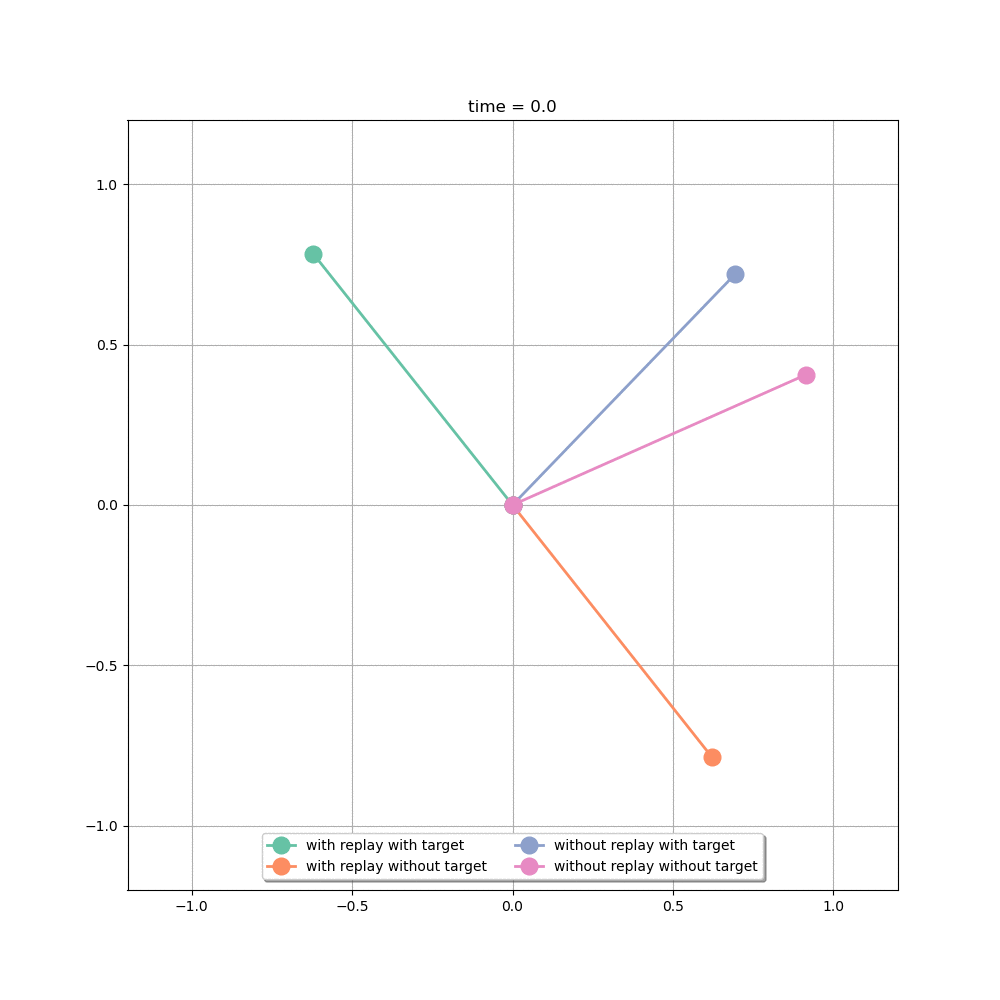 time = 0.0
1.0
0.5
0.0
−0.5
−1.0
with replay with target
with replay without target
without replay with target
without replay without target
−1.0 −0.5 0.0 0.5 1.0